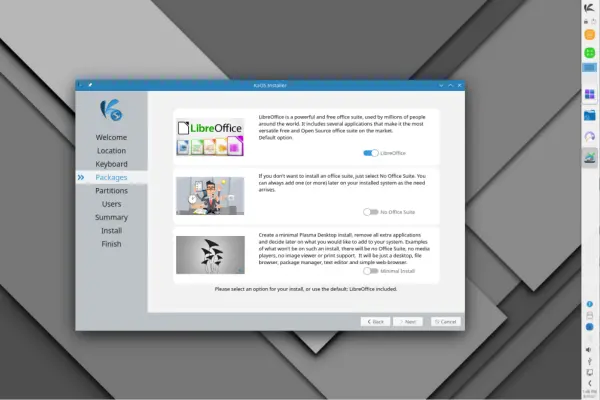 KaOS Installer
Welcome
Location
Keyboard
Packages
Partitions
Users
Summary
Install
Finish
LibreOffice
LibreOffice is a powerful and free office suite, used by millions of people
around the world. It includes several applications that make it the most
versatile Free and Open Source office suite on the market.
Default option.
LibreOffice
If you don't want to install an office suite, just select No Office Suite. You
can always add one (or more) later on your installed system as the need
arises.
No Office Suite
Create a minimal Plasma Desktop install, remove all extra applications
and decide later on what you would like to add to your system. Examples
of what won't be on such an install, there will be no Office Suite, no media
players, no image viewer or print support. It will be just a desktop, file
browser, package manager, text editor and simple web-browser.
Minimal Install
Please select an option for your install, or use the default: LibreOffice included.
Back
Next
Cancel